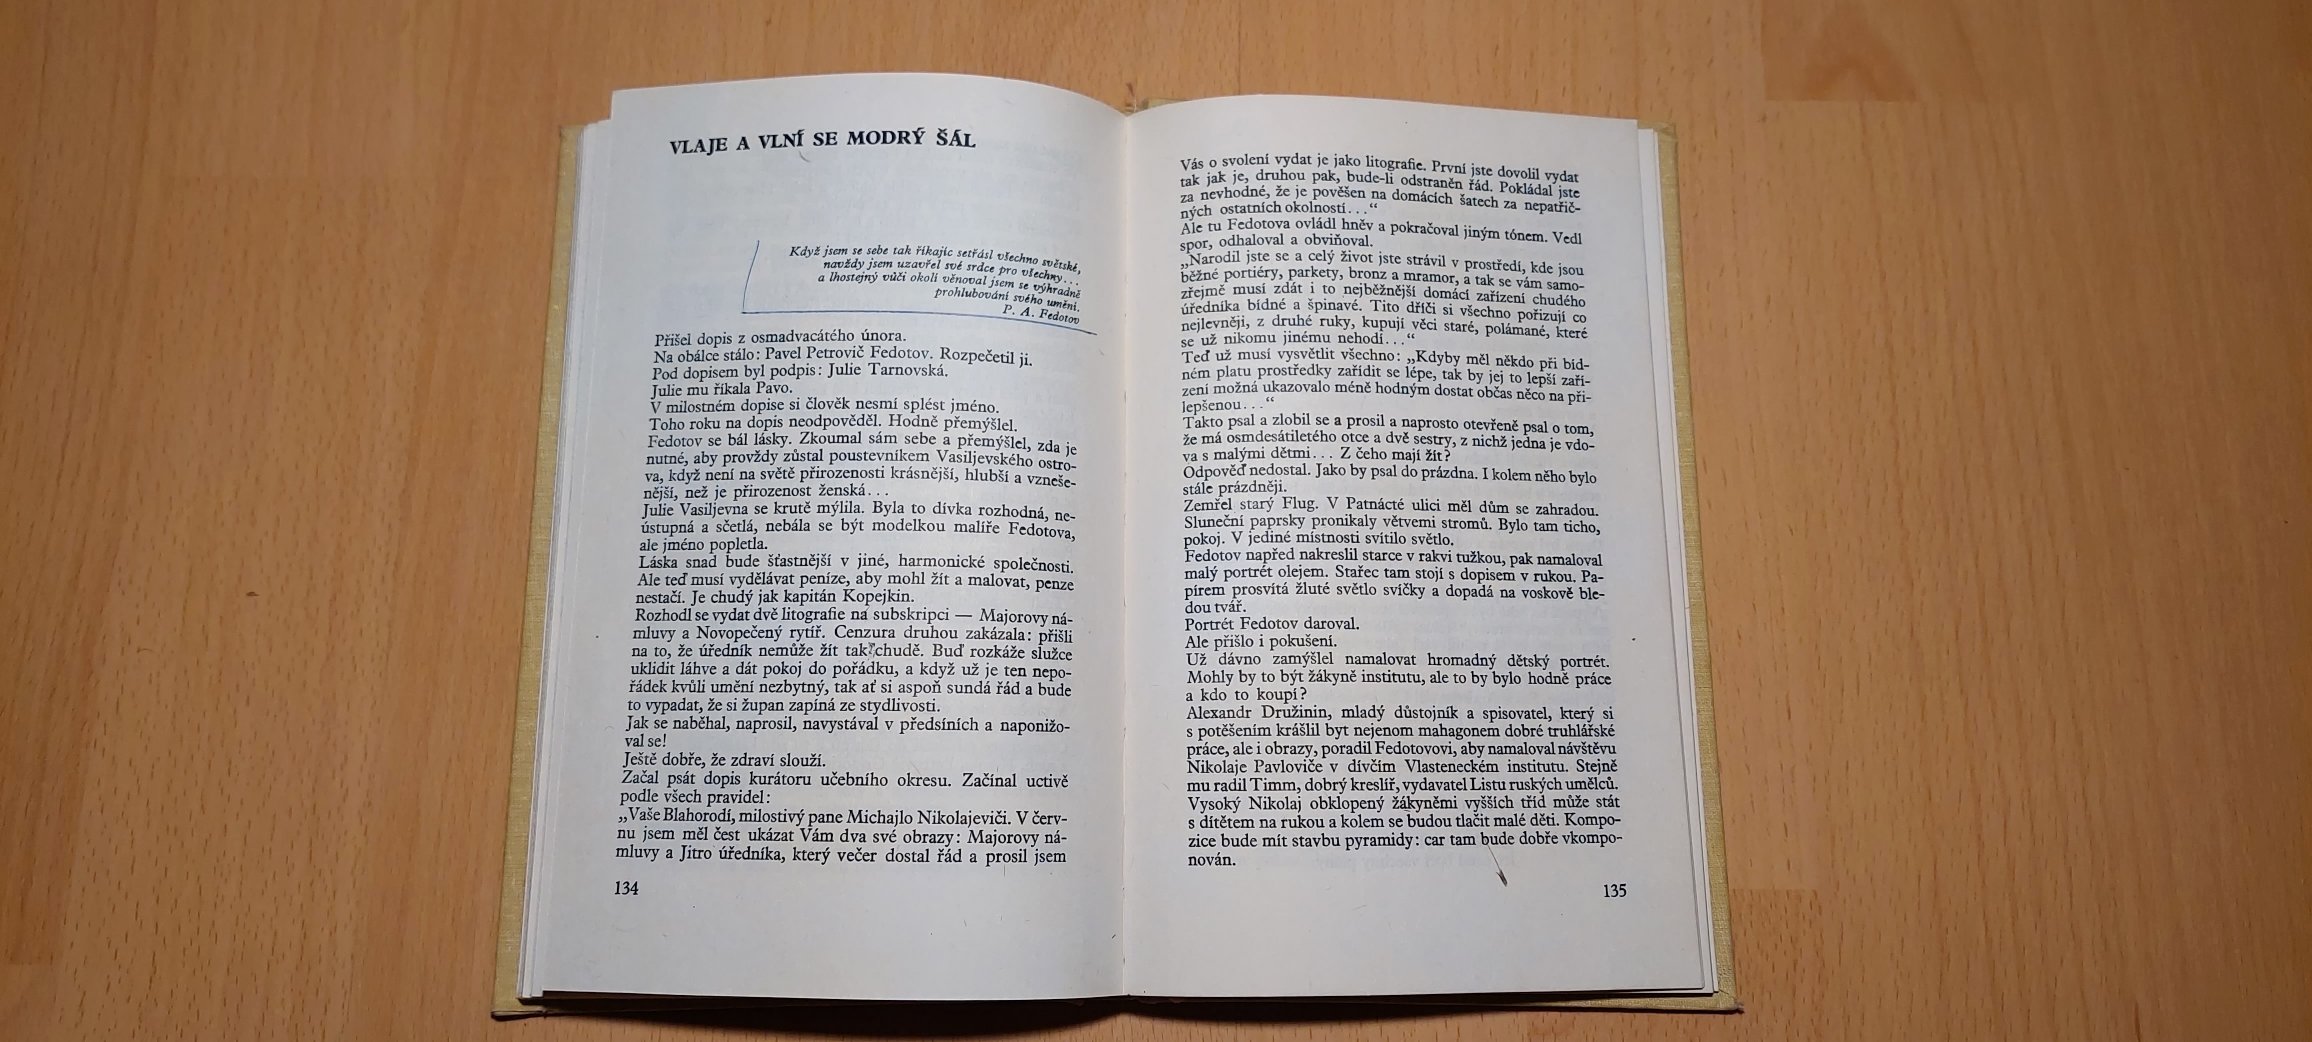 VLAJE A VLNÍ SE MODRÝ ŠÁL
Když jsem se sebe tak říkajíc setřásl všechno světské,
navždy jsem uzavřel své srdce pro všechny...
a lhostejný vůči okolí věnoval jsem se výhradně
prohlubování svého umění.
P. A. Fedotov
Přišel dopis z osmadvacátého února.
Na obálce stálo: Pavel Petrovič Fedotov. Rozpečetil ji.
Pod dopisem byl podpis: Julie Tarnovská.
Julie mu říkala Pavo.
V milostném dopise si člověk nesmí splést jméno.
Toho roku na dopis neodpověděl. Hodně přemýšlel.
Fedotov se bál lásky. Zkoumal sám sebe a přemýšlel, zda je
nutné, aby provždy zůstal poustevníkem Vasiljevského ostro-
va, když není na světě přirozenosti krásnější, hlubší a vzneše-
nější, než je přirozenost ženská...
Julie Vasiljevna se krutě mýlila. Byla to dívka rozhodná, ne-
ústupná a sčetlá, nebála se být modelkou malíře Fedotova,
ale jméno popletla.
Láska snad bude šťastnější v jiné, harmonické společnosti.
Ale teď musí vydělávat peníze, aby mohl žít a malovat, penze
nestačí. Je chudý jak kapitán Kopejkin.
Rozhodl se vydat dvě litografie na subskripci — Majorovy ná-
mluvy a Novopečený rytíř. Cenzura druhou zakázala: přišli
na to, že úředník nemůže žít tak chudě. Buď rozkáže služce
uklidit láhve a dát pokoj do pořádku, a když už je ten nepo-
řádek kvůli umění nezbytný, tak ať si aspoň sundá řád a bude
to vypadat, že si župan zapíná ze stydlivosti.
Jak se naběhal, naprosil, navystával v předsíních a naponižo-
val se!
Ještě dobře, že zdraví slouží.
Začal psát dopis kurátoru učebního okresu. Začínal uctivě
podle všech pravidel:
„Vaše Blahorodí, milostivý pane Michajlo Nikolajeviči. V červ-
nu jsem měl čest ukázat Vám dva své obrazy: Majorovy ná-
mluvy a Jitro úředníka, který večer dostal řád a prosil jsem
134
Vás o svolení vydat je jako litografie. První jste dovolil vydat
tak jak je, druhou pak, bude-li odstraněn řád. Pokládal jste
za nevhodné, že je pověšen na domácích šatech za nepatřič-
ných ostatních okolností...“
Ale tu Fedotova ovládl hněv a pokračoval jiným tónem. Vedl
spor, odhaloval a obviňoval.
„Narodil jste se a celý život jste strávil v prostředí, kde jsou
běžné portiéry, parkety, bronz a mramor, a tak se vám samo-
zřejmě musí zdát i to nejběžnější domácí zařízení chudého
úředníka bídné a špinavé. Tito dříči si všechno pořizují co
nejlevněji, z druhé ruky, kupují věci staré, polámané, které
se už nikomu jinému nehodí...“
Teď už musí vysvětlit všechno: „Kdyby měl někdo při bíd-
ném platu prostředky zařídit se lépe, tak by jej to lepší zaří-
zení možná ukazovalo méně hodným dostat občas něco na při-
lepšenou...“
Takto psal a zlobil se a prosil a naprosto otevřeně psal o tom,
že má osmdesátiletého otce a dvě sestry, z nichž jedna je vdo-
va s malými dětmi... Z čeho mají žít?
Odpověď nedostal. Jako by psal do prázdna. I kolem něho bylo
stále prázdněji.
Zemřel starý Flug. V Patnácté ulici měl dům se zahradou.
Sluneční paprsky pronikaly větvemi stromů. Bylo tam ticho,
pokoj. V jediné místnosti svítilo světlo.
Fedotov napřed nakreslil starce v rakvi tužkou, pak namaloval
malý portrét olejem. Stařec tam stojí s dopisem v rukou. Pa-
pírem prosvítá žluté světlo svíčky a dopadá na voskově ble-
dou tvář.
Portrét Fedotov daroval.
Ale přišlo i pokušení.
Už dávno zamýšlel namalovat hromadný dětský portrét.
Mohly by to být žákyně institutu, ale to by bylo hodně práce
a kdo to koupí?
Alexandr Družinin, mladý důstojník a spisovatel, který si
s potěšením krášlil byt nejenom mahagonem dobré truhlářské
práce, ale i obrazy, poradil Fedotovovi, aby namaloval návštěvu
Nikolaje Pavloviče v dívčím Vlasteneckém institutu. Stejně
mu radil Timm, dobrý kreslíř, vydavatel Listu ruských umělců.
Vysoký Nikolaj obklopený žákyněmi vyšších tříd může stát
s dítětem na rukou a kolem se budou tlačit malé děti. Kompo-
zice bude mít stavbu pyramidy: car tam bude dobře vkompo-
nován.
135